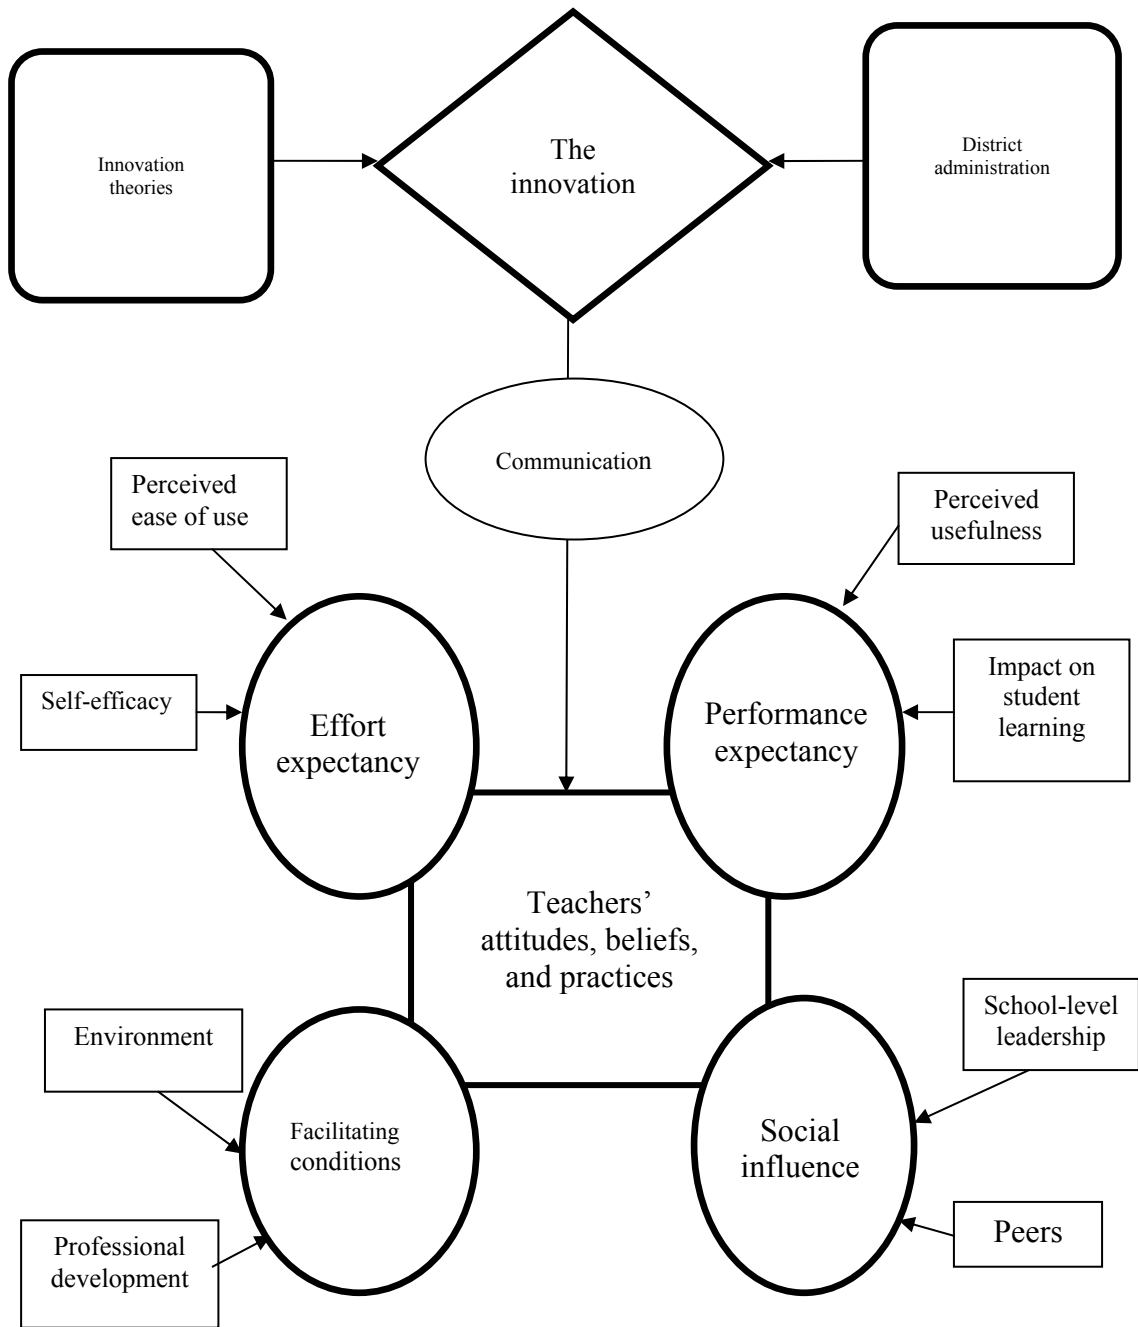 Innovation
theories
The
innovation
District
administration
Communication
Perceived
ease of use
Perceived
usefulness
Self-efficacy
Effort
expectancy
Performance
expectancy
Impact on
student
learning
Teachers’
attitudes, beliefs,
and practices
Environment
School-level
leadership
Facilitating
conditions
Social
influence
Professional
development
Peers